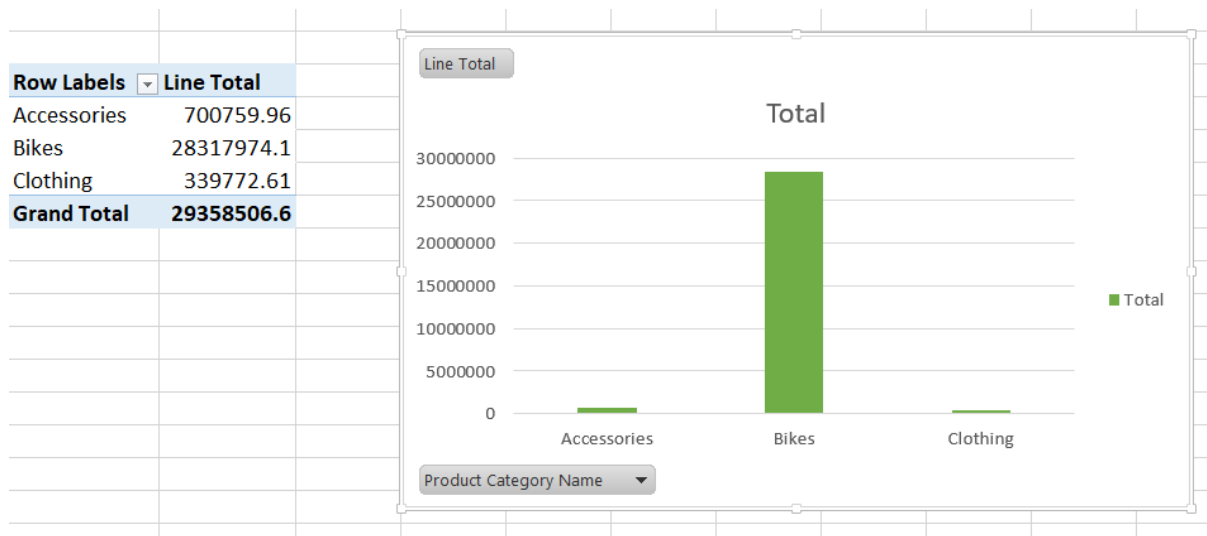 Row Labels Line Total
Accessories 700759.96
Bikes 28317974.1
Clothing 339772.61
Grand Total 29358506.6
Line Total
Total
30000000
25000000
20000000
15000000
10000000
5000000
0
Accessories Bikes Clothing
Total
Product Category Name